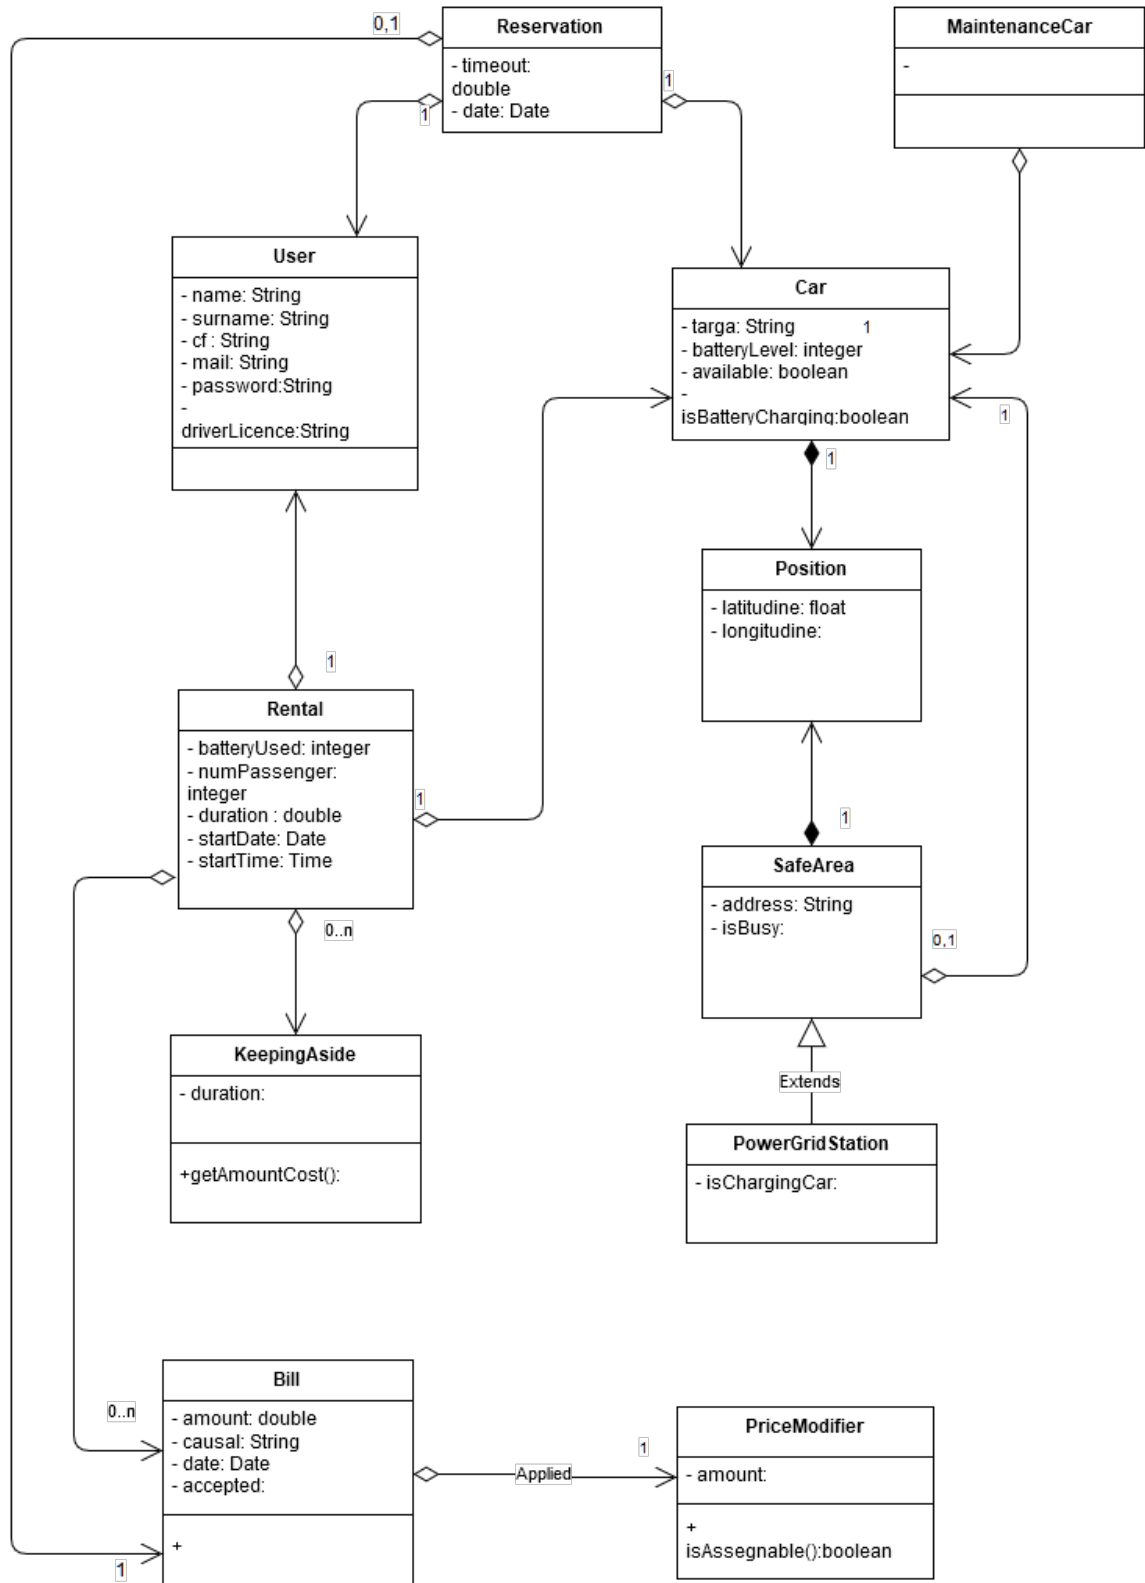 0,1
Reservation
- timeout:
double
- date: Date
1
1
MaintenanceCar
-
User
- name: String
- surname: String
- cf : String
- mail: String
- password:String
-
driverLicence:String
Car
- targa: String
1
- batteryLevel: integer
- available: boolean
-
isBatteryCharging:boolean
1
1
Position
- latitudine: float
- longitudine:
1
Rental
- batteryUsed: integer
- numPassenger:
integer
- duration : double
- startDate: Date
- startTime: Time
1
1
SafeArea
- address: String
- isBusy:
0,1
0..n
KeepingAside
- duration:
+getAmountCost():
Extends
PowerGridStation
- isChargingCar:
0..n
Bill
- amount: double
- causal: String
- date: Date
- accepted:
+
1
Applied
1
PriceModifier
- amount:
+
isAssegnable():boolean